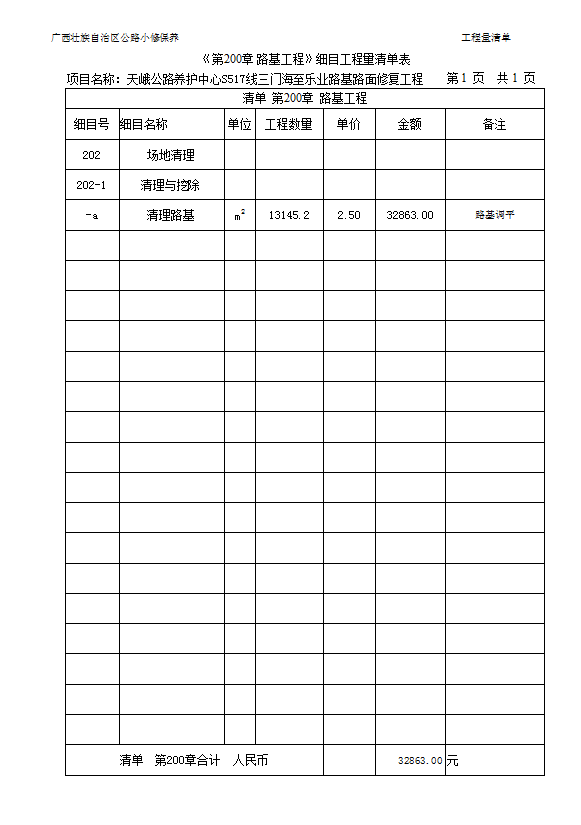 广西壮族自治区公路小修保养 工程量清单
《第200章 路基工程》细目工程量清单表
项目名称：天峨公路养护中心S517线三门海至乐业路基路面修复工程 第 1 页 共 1 页
清单 第200章 路基工程
细目号 细目名称 单位 工程数量 单价 金额 备注
202 场地清理
202-1 清理与挖除
-a 清理路基 m² 13145.2 2.50 32863.00 路基调平
清单 第200章合计 人民币 32863.00 元